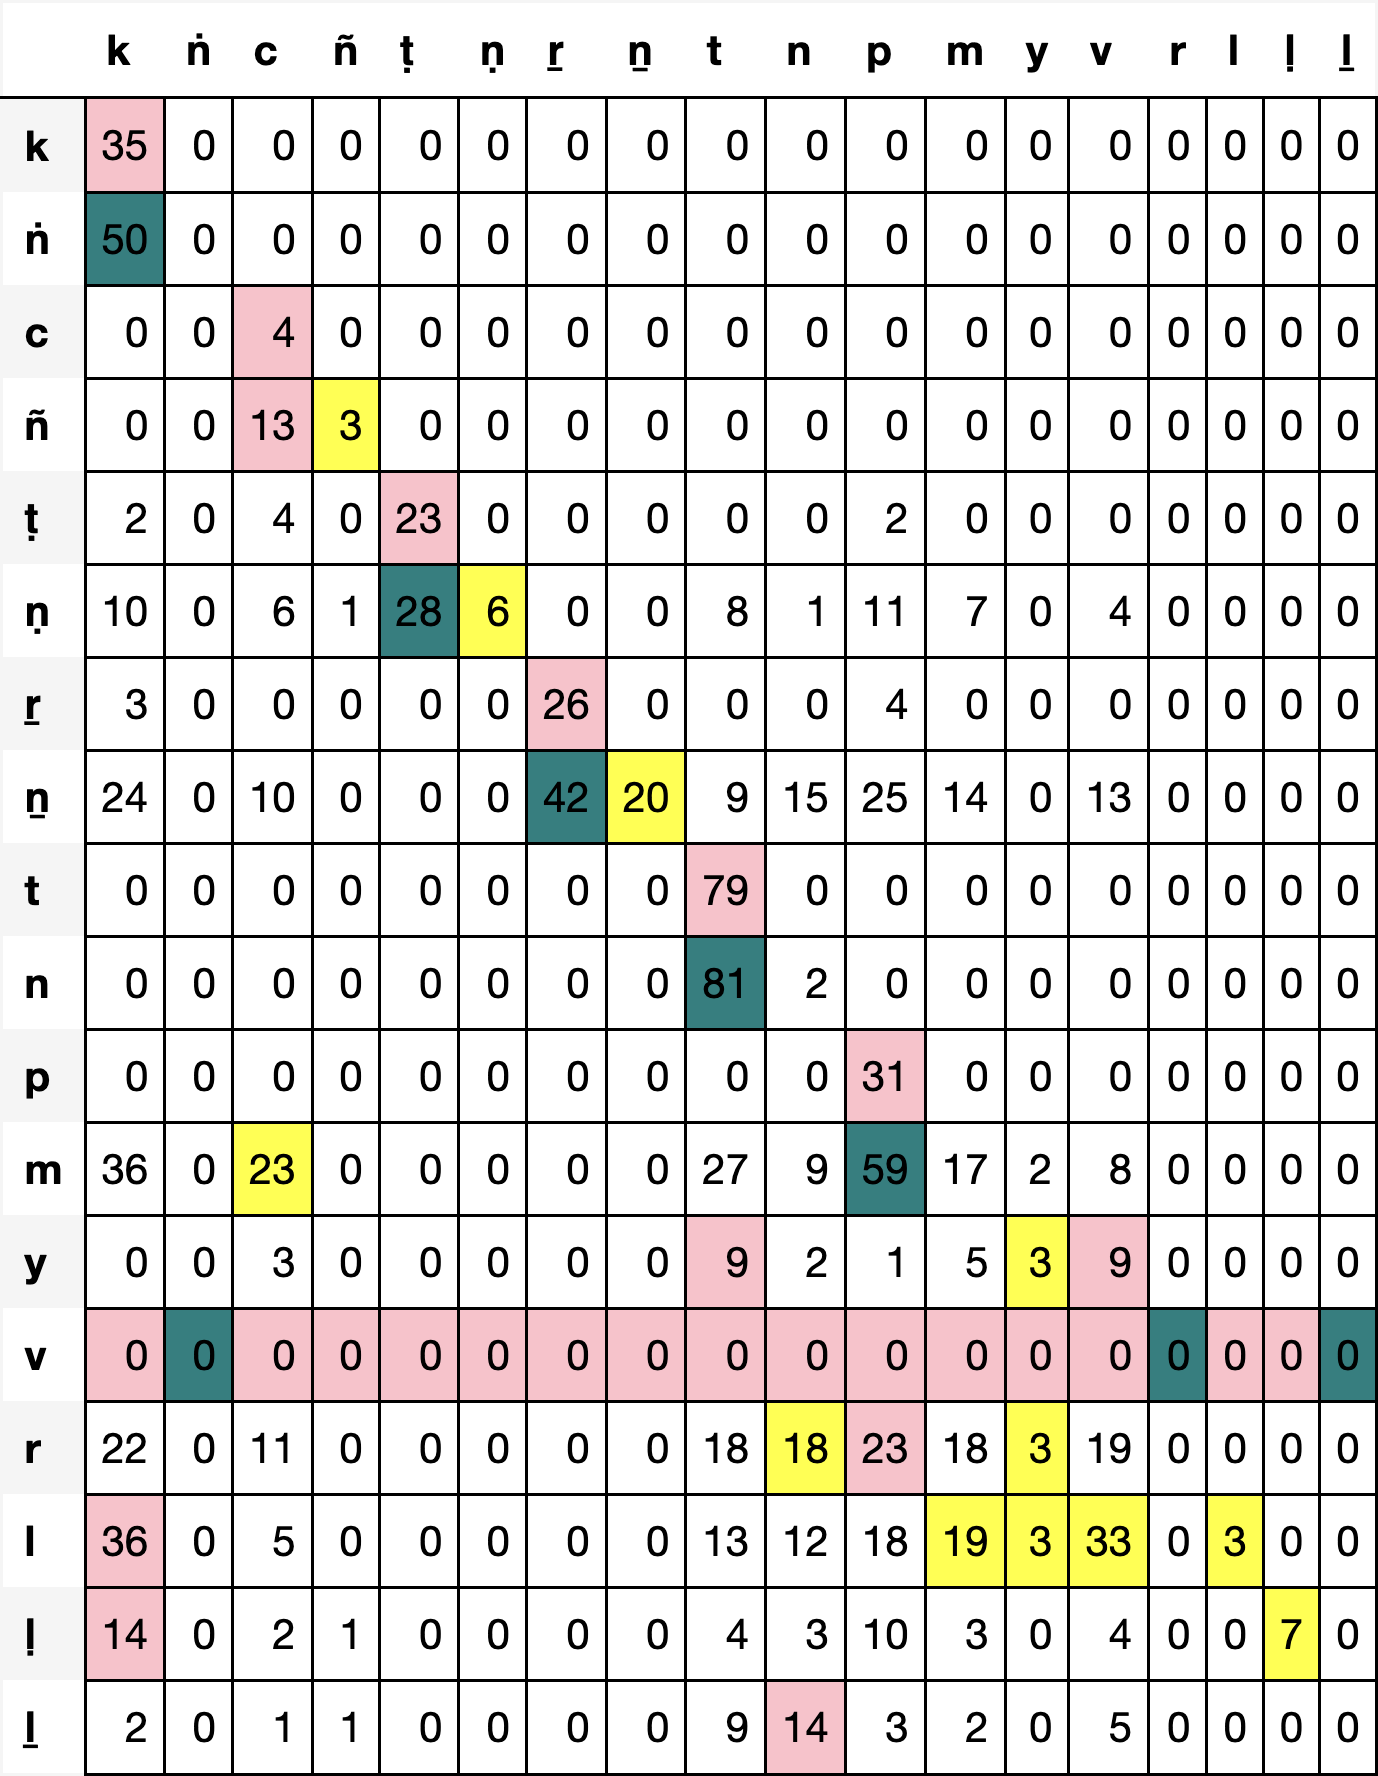 k ṅ c ñ ṭ ṇ ṟ ṉ t n p m y v r l ḷ ḻ
k 35 0 0 0 0 0 0 0 0 0 0 0 0 0 0 0 0 0
ṅ 50 0 0 0 0 0 0 0 0 0 0 0 0 0 0 0 0 0
c 0 0 4 0 0 0 0 0 0 0 0 0 0 0 0 0 0 0
ñ 0 0 13 3 0 0 0 0 0 0 0 0 0 0 0 0 0 0
ṭ 2 0 4 0 23 0 0 0 0 0 2 0 0 0 0 0 0 0
ṇ 10 0 6 1 28 6 0 0 8 1 11 7 0 4 0 0 0 0
ṟ 3 0 0 0 0 0 26 0 0 0 4 0 0 0 0 0 0 0
ṉ 24 0 10 0 0 0 42 20 9 15 25 14 0 13 0 0 0 0
t 0 0 0 0 0 0 0 0 79 0 0 0 0 0 0 0 0 0
n 0 0 0 0 0 0 0 0 81 2 0 0 0 0 0 0 0 0
p 0 0 0 0 0 0 0 0 0 0 31 0 0 0 0 0 0 0
m 36 0 23 0 0 0 0 0 27 9 59 17 2 8 0 0 0 0
y 0 0 3 0 0 0 0 0 9 2 1 5 3 9 0 0 0 0
v 0 0 0 0 0 0 0 0 0 0 0 0 0 0 0 0 0 0
r 22 0 11 0 0 0 0 0 18 18 23 18 3 19 0 0 0 0
l 36 0 5 0 0 0 0 0 13 12 18 19 3 33 0 3 0 0
ḷ 14 0 2 1 0 0 0 0 4 3 10 3 0 4 0 0 7 0
ḻ 2 0 1 1 0 0 0 0 9 14 3 2 0 5 0 0 0 0